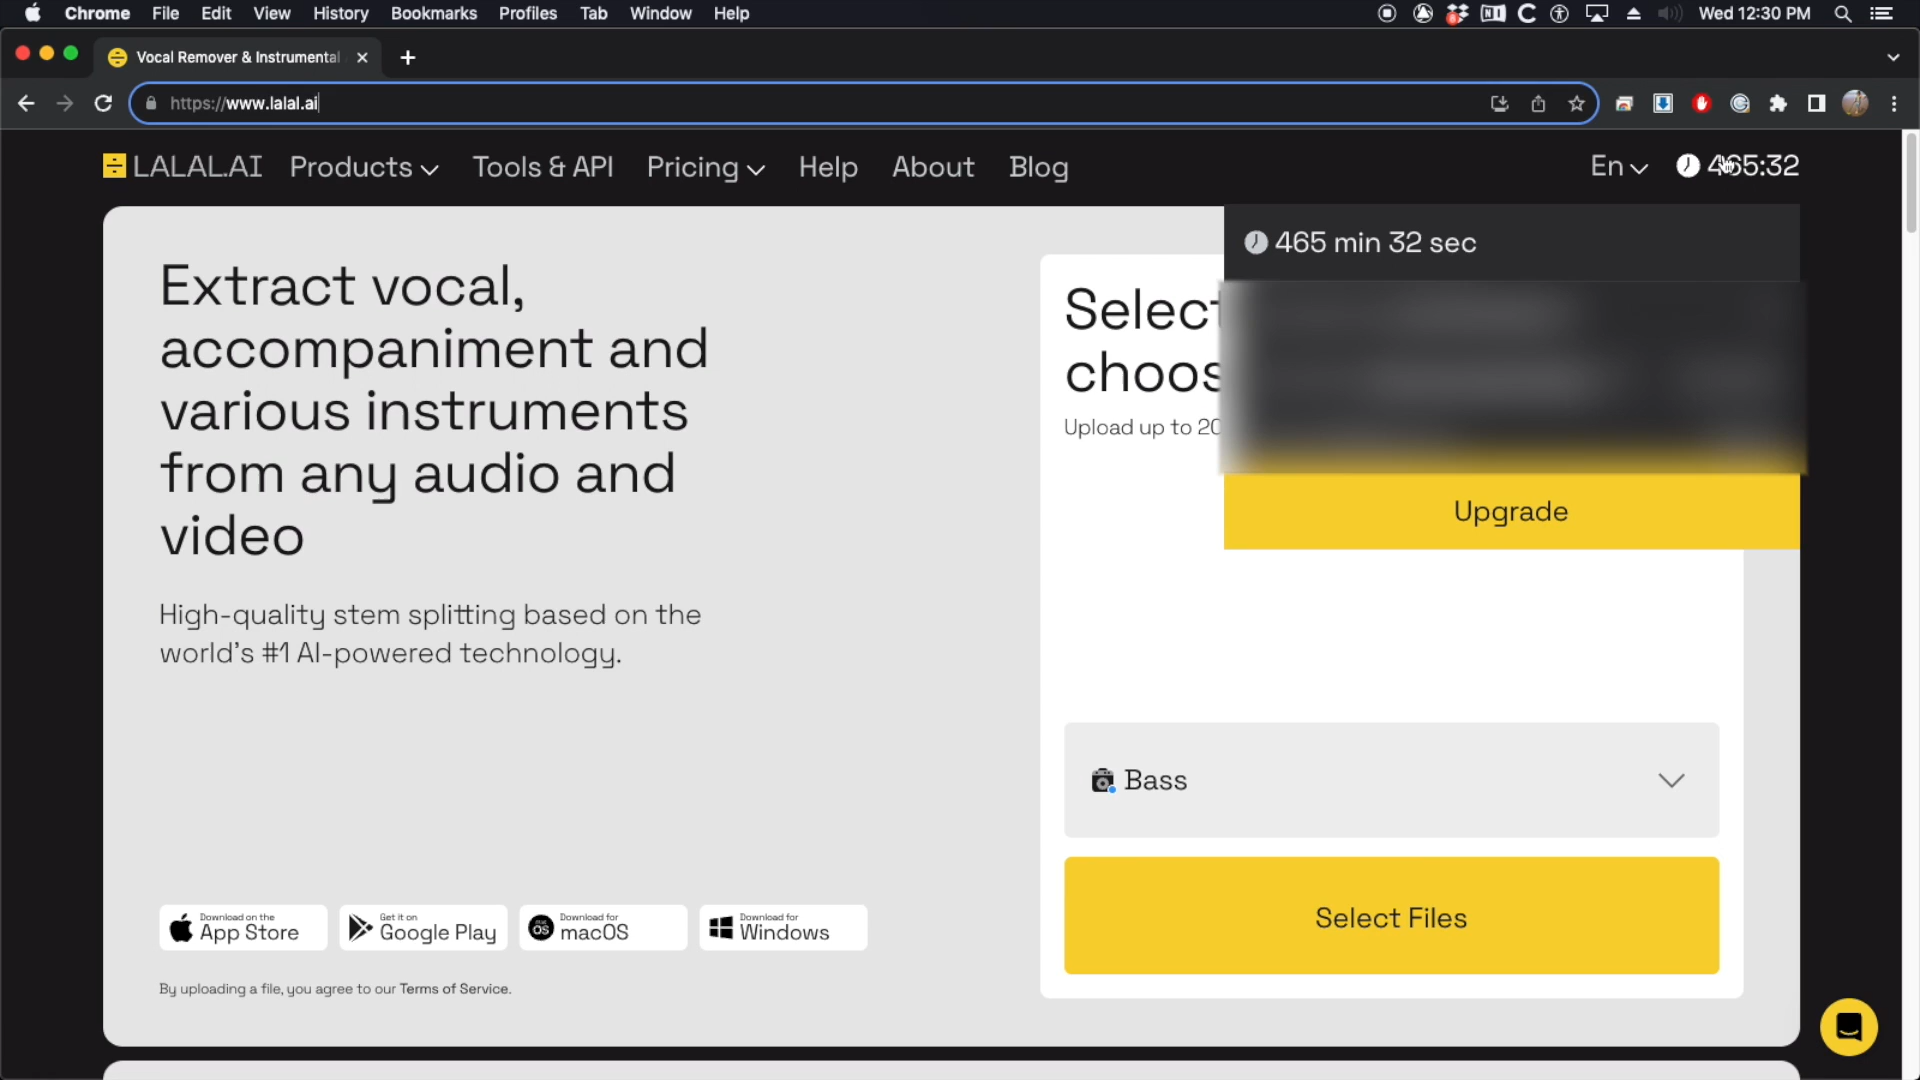 Chrome File Edit View History Bookmarks Profiles Tab Window Help Wed 12:30 PM
Vocal Remover & Instrumental
https://www.lalal.ai
LALAL.AI Products Tools & API Pricing Help About Blog En 465:32
465 min 32 sec
Extract vocal,
accompaniment and
various instruments
from any audio and
video
High-quality stem splitting based on the
world's #1 AI-powered technology.
Download on the
App Store
Get it on
Google Play
Download for
macOS
Download for
Windows
By uploading a file, you agree to our Terms of Service.
Select
choos
Upload up to 20
Upgrade
Bass
Select Files